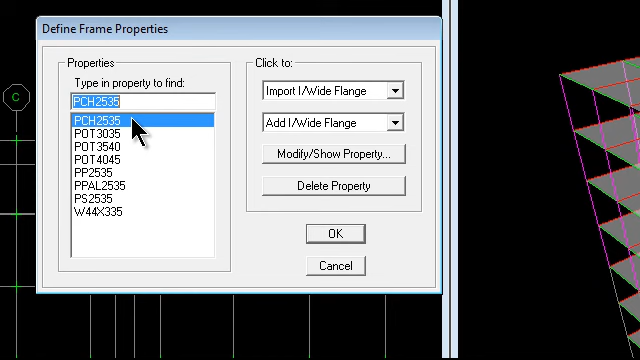 Define Frame Properties
Properties
Type in property to find:
PCH2535
PCH2535
POT3035
POT3540
POT4045
PP2535
PPAL2535
PS2535
W44X335
Click to:
Import I/Wide Flange
Add I/Wide Flange
Modify/Show Property...
Delete Property
OK
Cancel
C